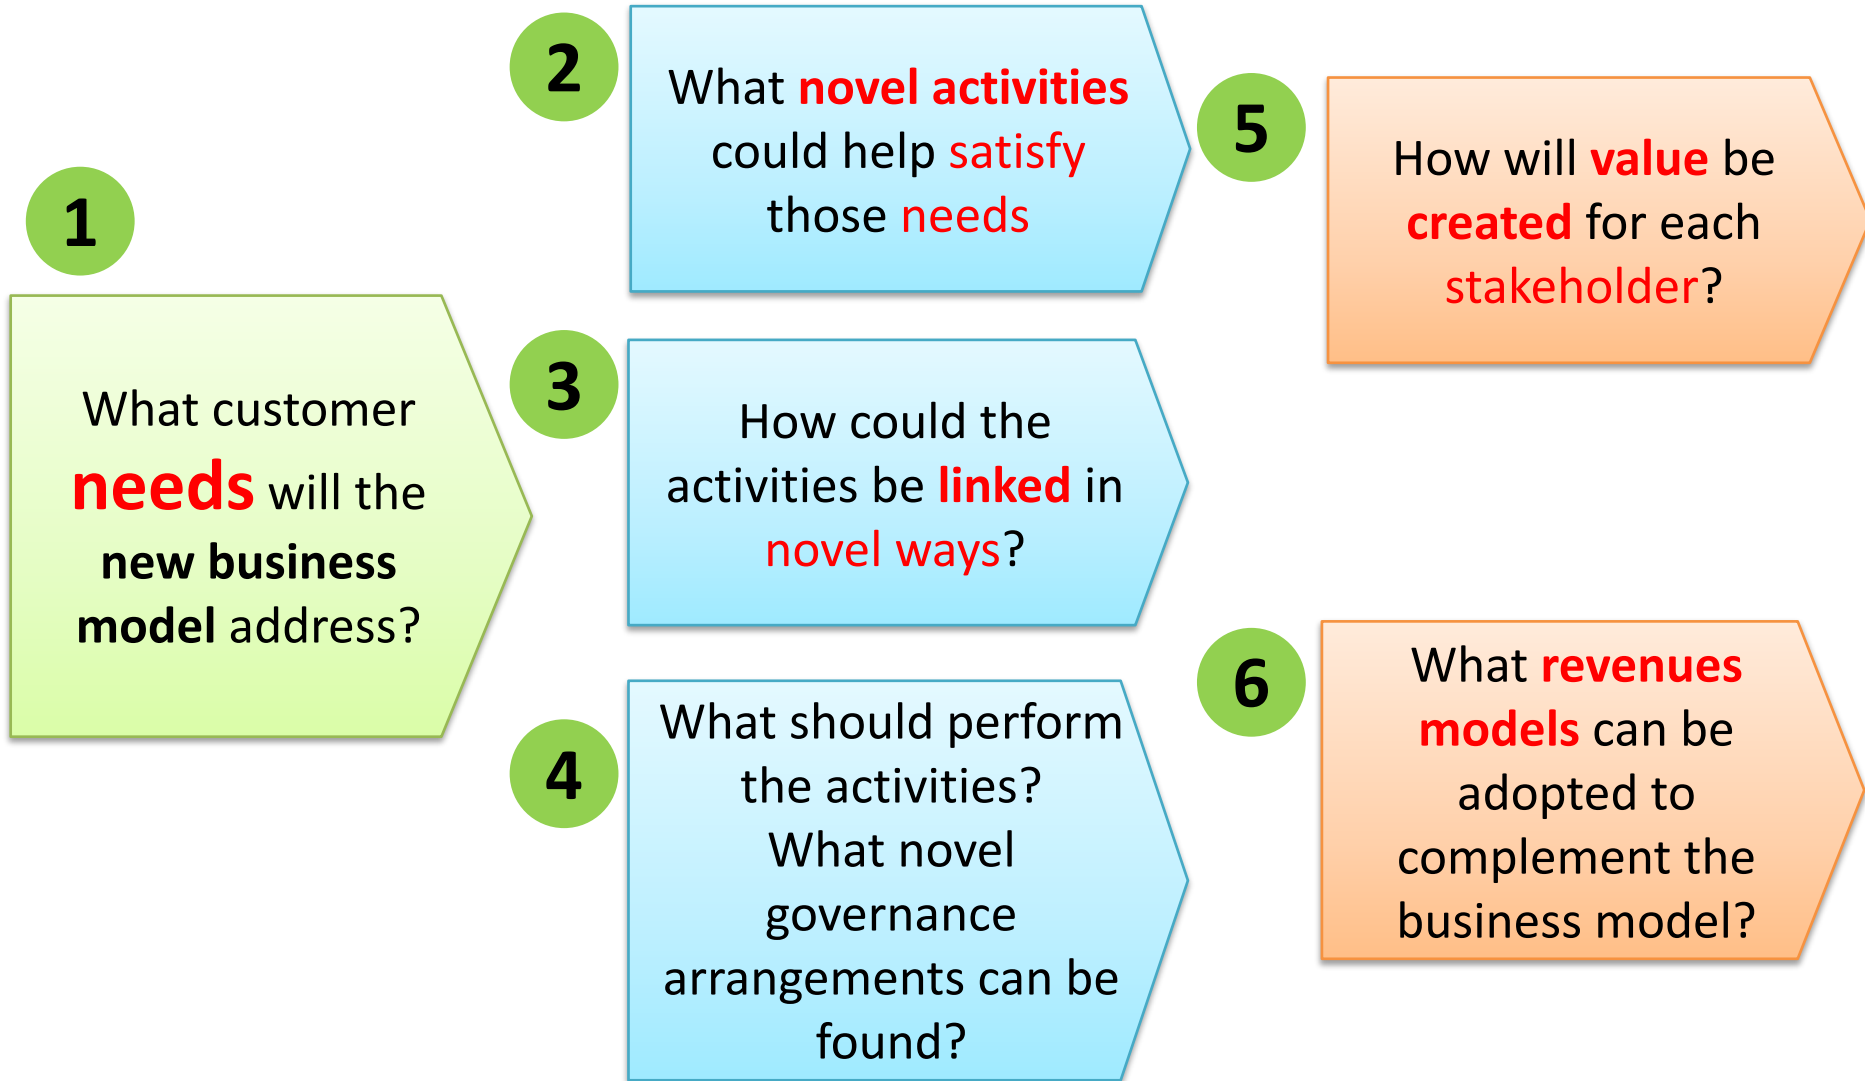 1
What customer
needs will the
new business
model address?
2
What novel activities
could help satisfy
those needs
3
How could the
activities be linked in
novel ways?
4
What should perform
the activities?
What novel
governance
arrangements can be
found?
5
How will value be
created for each
stakeholder?
6
What revenues
models can be
adopted to
complement the
business model?